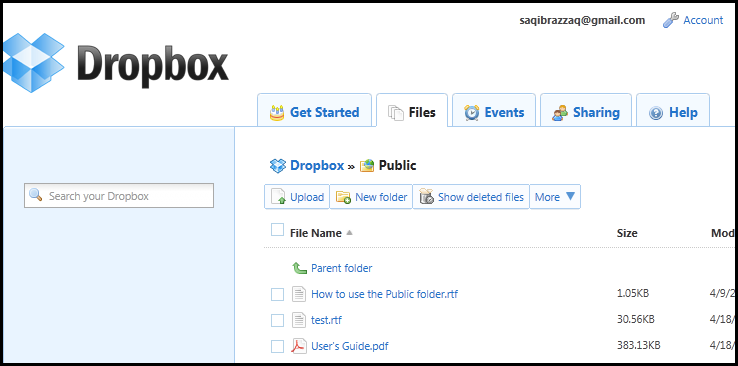 saqibrazzaq@gmail.com Account
Dropbox
Get Started Files Events Sharing Help
Dropbox » Public
Search your Dropbox
Upload New folder Show deleted files More
File Name Size Mod
Parent folder
How to use the Public folder.rtf 1.05KB 4/9/2
test.rtf 30.56KB 4/18/
User's Guide.pdf 383.13KB 4/18/